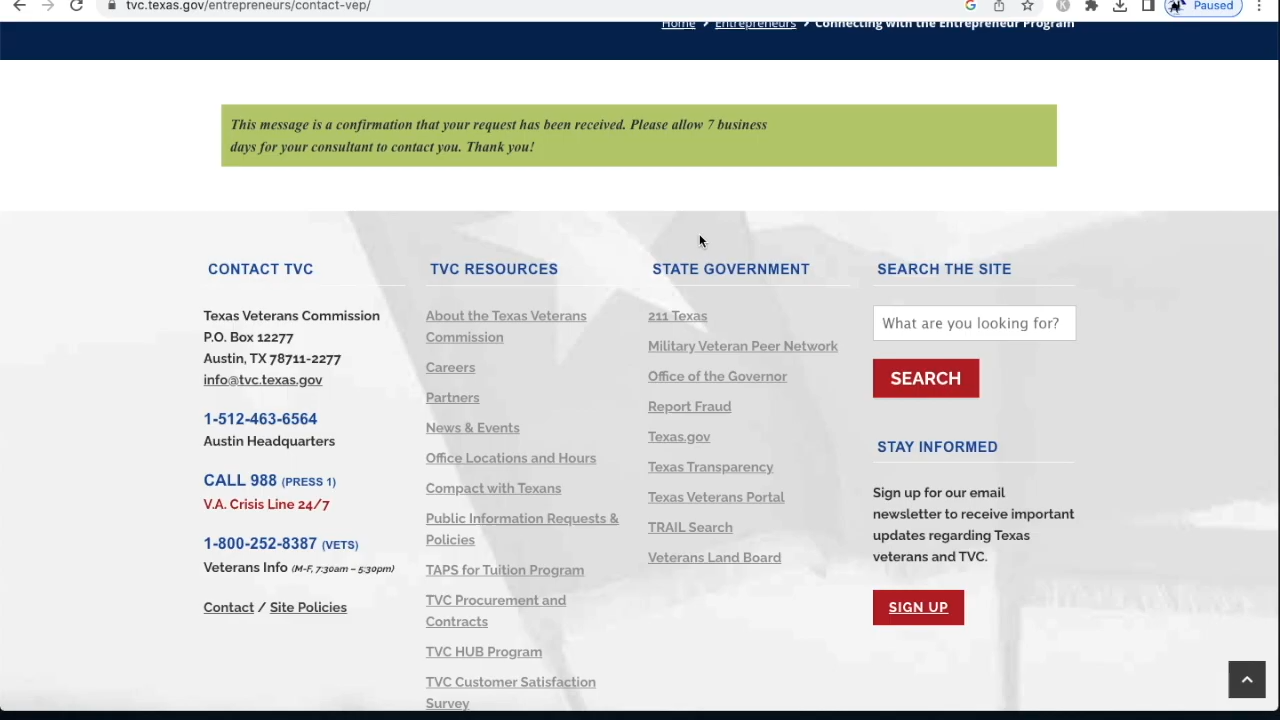 tvc.texas.gov/entrepreneurs/contact-vep/
Paused
Home > Entrepreneurs > Connecting with the Entrepreneur Program
This message is a confirmation that your request has been received. Please allow 7 business
days for your consultant to contact you. Thank you!
CONTACT TVC
Texas Veterans Commission
P.O. Box 12277
Austin, TX 78711-2277
info@tvc.texas.gov
1-512-463-6564
Austin Headquarters
CALL 988 (PRESS 1)
V.A. Crisis Line 24/7
1-800-252-8387 (VETS)
Veterans Info (M-F, 7:30am – 5:30pm)
Contact / Site Policies
TVC RESOURCES
About the Texas Veterans
Commission
Careers
Partners
News & Events
Office Locations and Hours
Compact with Texans
Public Information Requests &
Policies
TAPS for Tuition Program
TVC Procurement and
Contracts
TVC HUB Program
TVC Customer Satisfaction
Survey
STATE GOVERNMENT
211 Texas
Military Veteran Peer Network
Office of the Governor
Report Fraud
Texas.gov
Texas Transparency
Texas Veterans Portal
TRAIL Search
Veterans Land Board
SEARCH THE SITE
What are you looking for?
SEARCH
STAY INFORMED
Sign up for our email
newsletter to receive important
updates regarding Texas
veterans and TVC.
SIGN UP